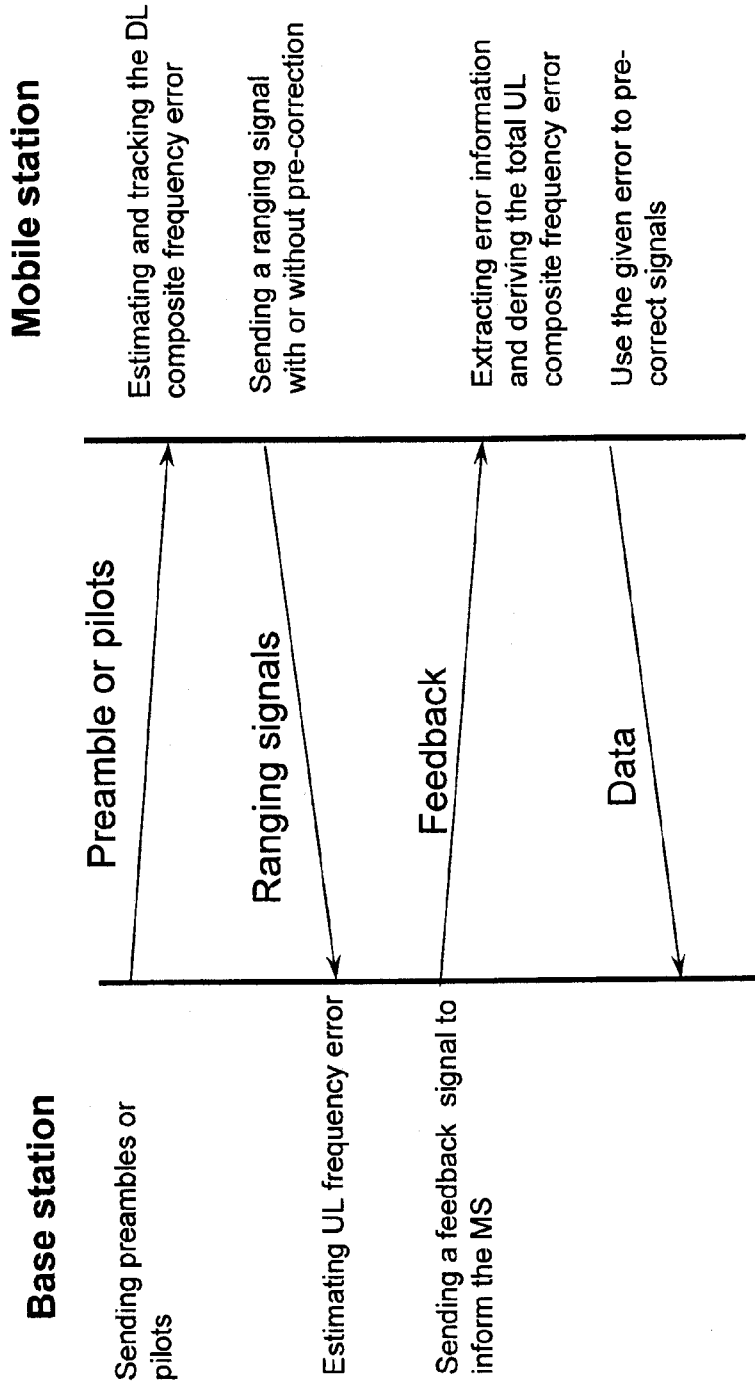 Base station
Mobile station
Sending preambles or
pilots
Preamble or pilots
Estimating and tracking the DL
composite frequency error
Sending a ranging signal
with or without pre-correction
Ranging signals
Estimating UL frequency error
Sending a feedback signal to
inform the MS
Feedback
Extracting error information
and deriving the total UL
composite frequency error
Use the given error to pre-
correct signals
Data